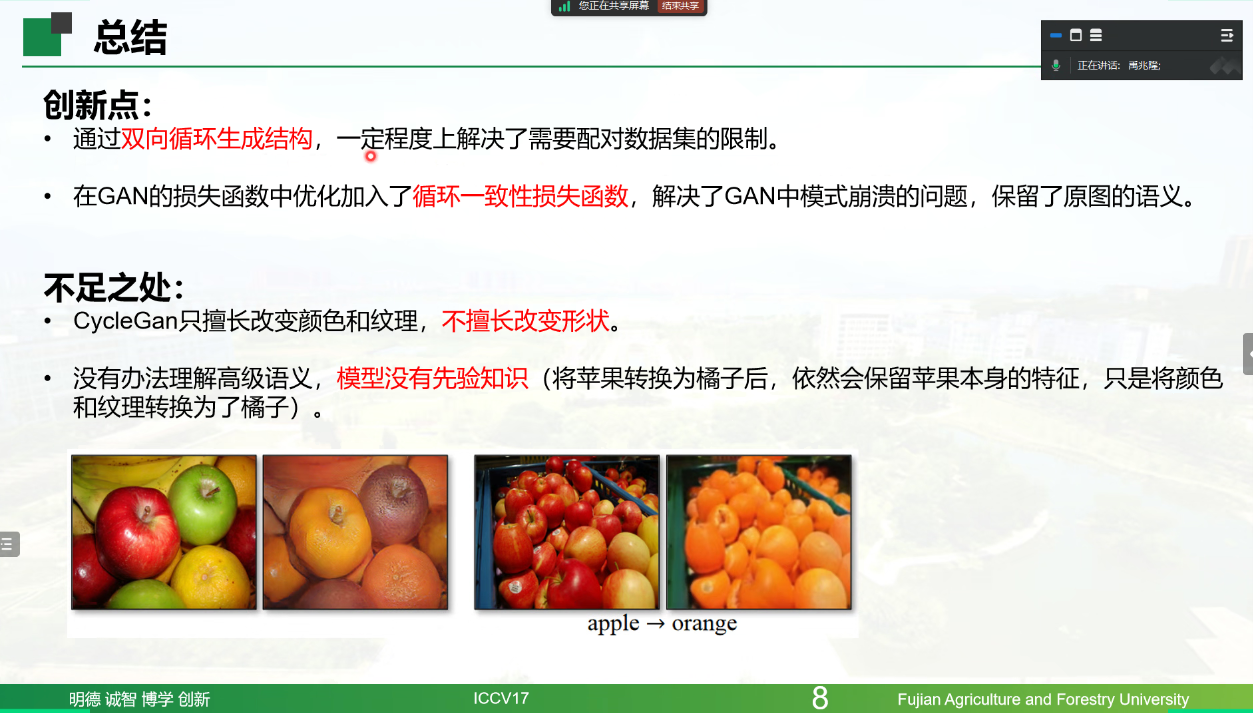 您正在共享屏幕 结束共享
总结
正在讲话: 禹兆隆;
创新点：
• 通过双向循环生成结构，一定程度上解决了需要配对数据集的限制。
• 在GAN的损失函数中优化加入了循环一致性损失函数，解决了GAN中模式崩溃的问题，保留了原图的语义。
不足之处：
• CycleGan只擅长改变颜色和纹理，不擅长改变形状。
• 没有办法理解高级语义，模型没有先验知识（将苹果转换为橘子后，依然会保留苹果本身的特征，只是将颜色
和纹理转换为了橘子）。
apple → orange
明德 诚智 博学 创新 ICCV17 8 Fujian Agriculture and Forestry University